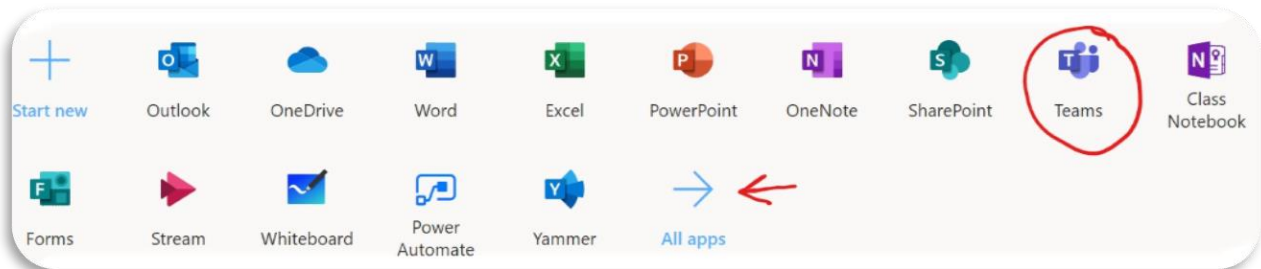 Start new
Outlook
OneDrive
Word
Excel
PowerPoint
OneNote
SharePoint
Teams
Class
Notebook
Forms
Stream
Whiteboard
Power
Automate
Yammer
All apps